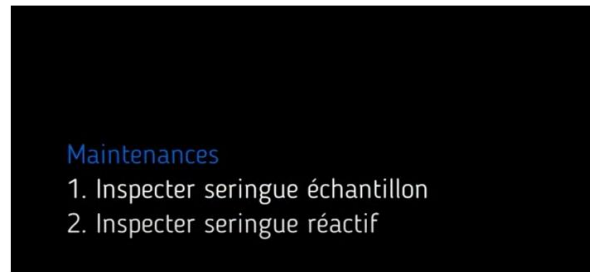 Maintenances
1. Inspecter seringue échantillon
2. Inspecter seringue réactif